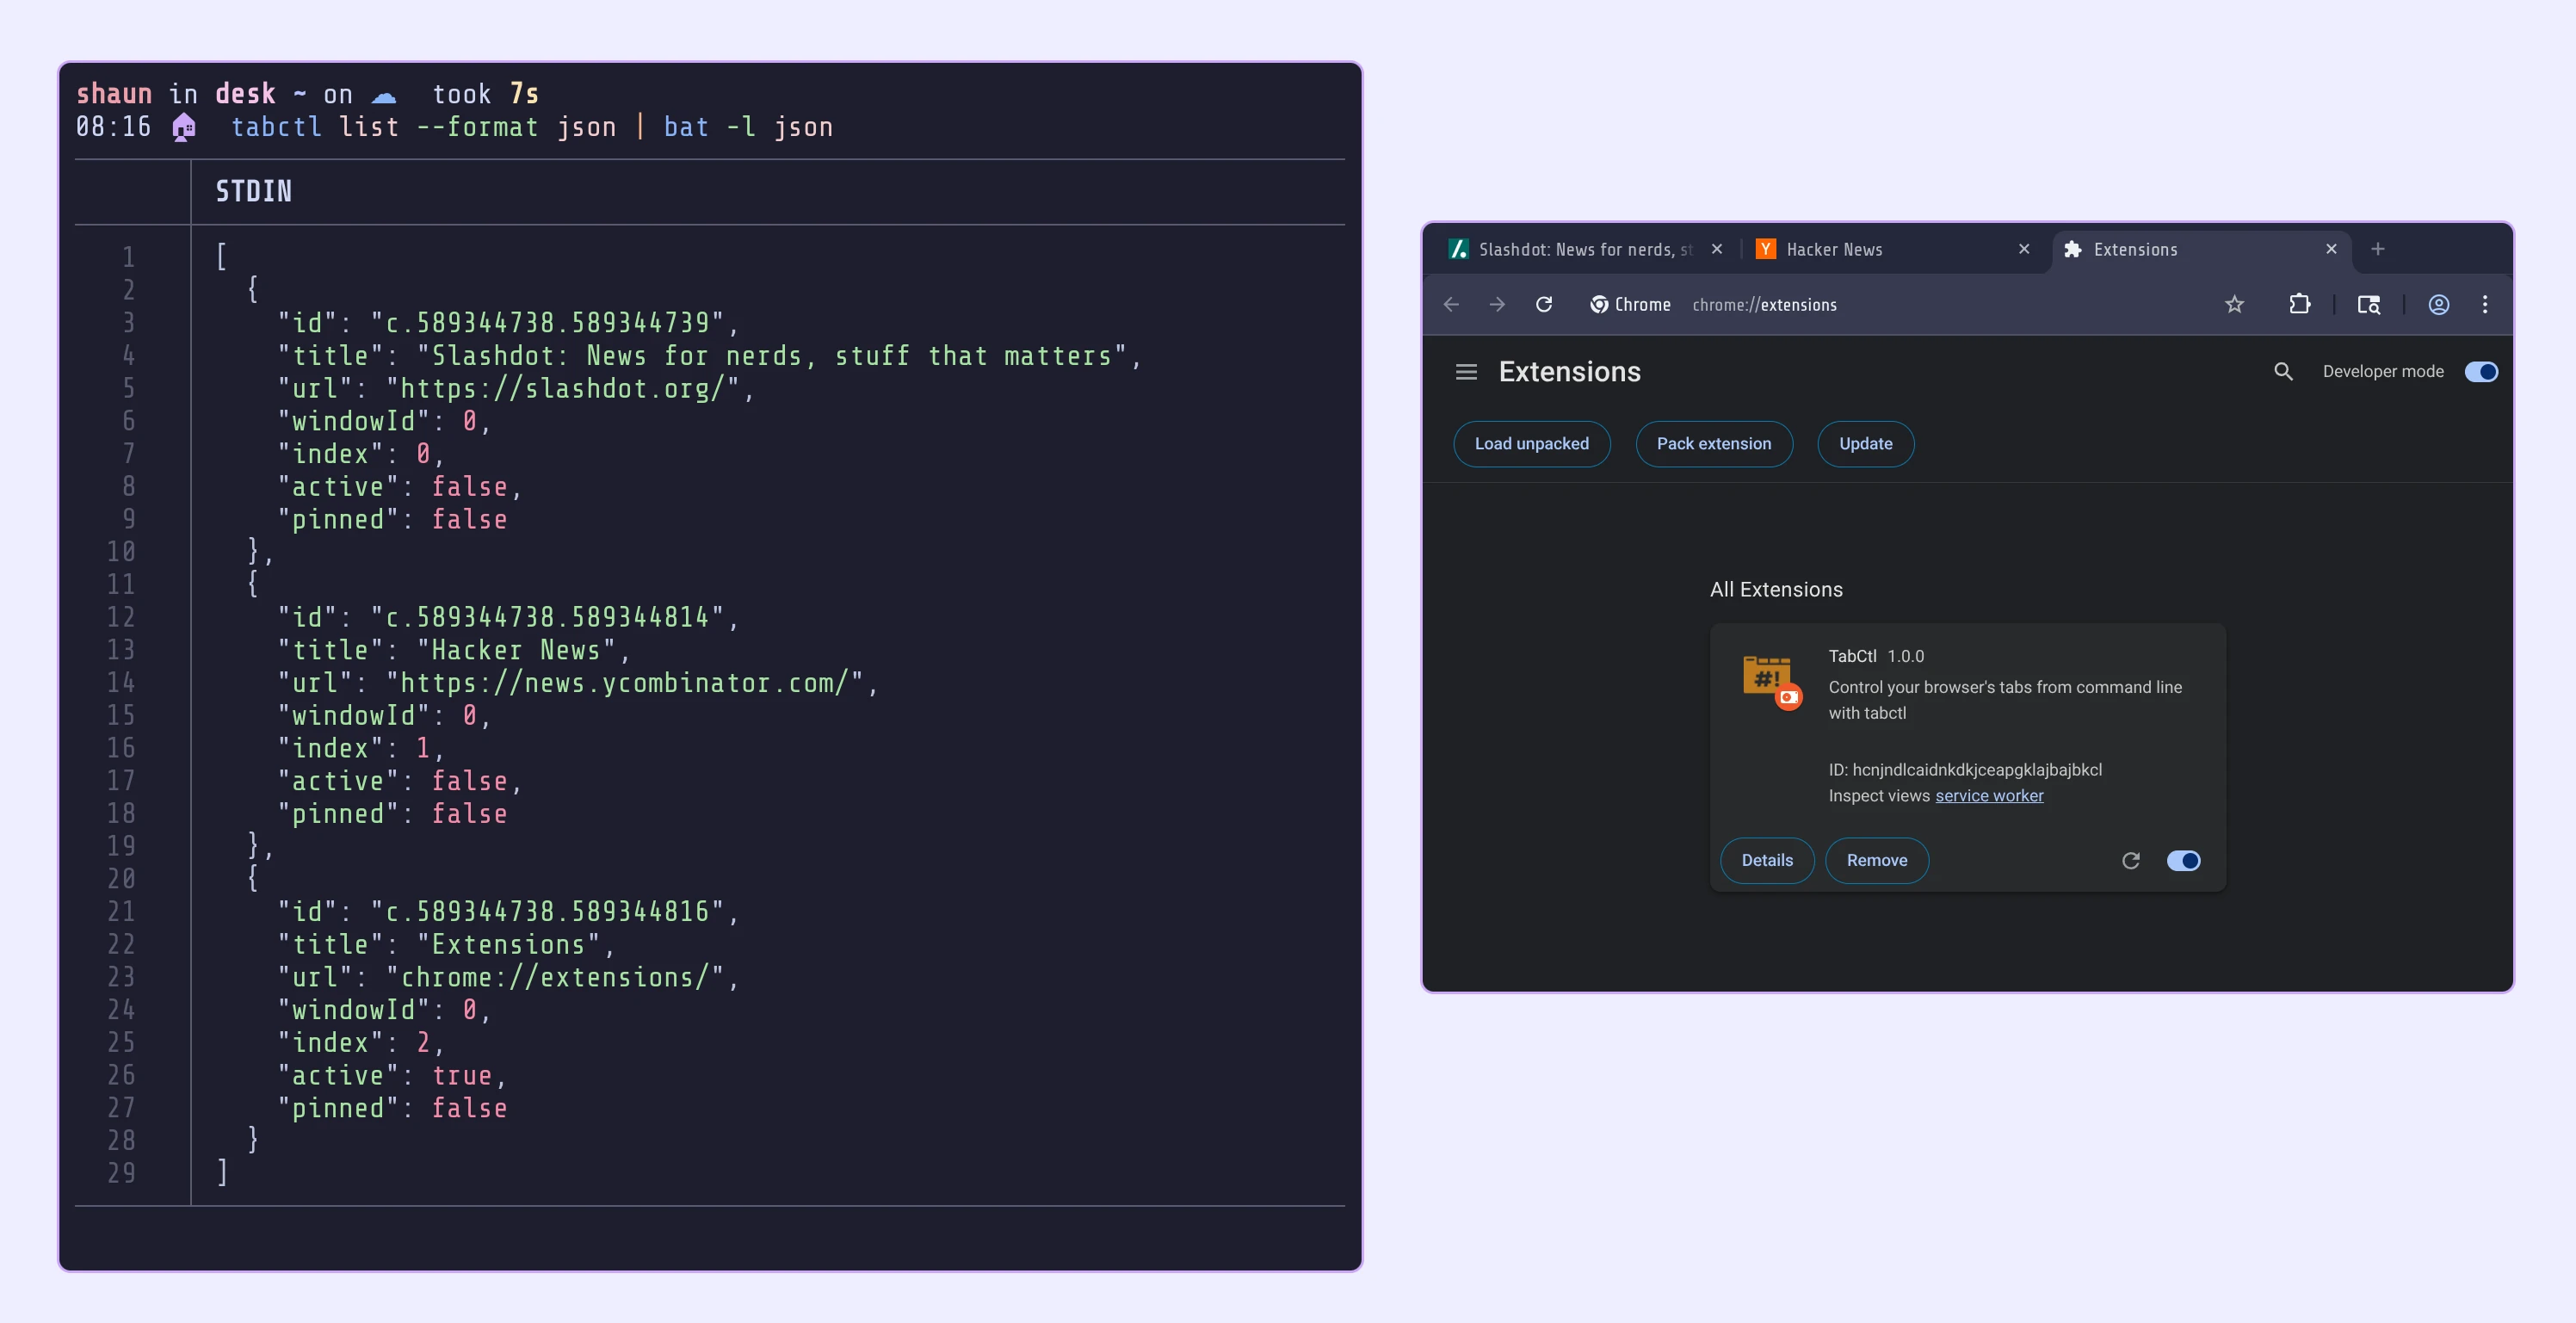 shaun in desk ~ on ☁ took 7s
08:16 tabctl list --format json | bat -l json
STDIN
1 [
2 {
3 "id": "c.589344738.589344739",
4 "title": "Slashdot: News for nerds, stuff that matters",
5 "url": "https://slashdot.org/",
6 "windowId": 0,
7 "index": 0,
8 "active": false,
9 "pinned": false
10 },
11 {
12 "id": "c.589344738.589344814",
13 "title": "Hacker News",
14 "url": "https://news.ycombinator.com/",
15 "windowId": 0,
16 "index": 1,
17 "active": false,
18 "pinned": false
19 },
20 {
21 "id": "c.589344738.589344816",
22 "title": "Extensions",
23 "url": "chrome://extensions/",
24 "windowId": 0,
25 "index": 2,
26 "active": true,
27 "pinned": false
28 }
29 ]
Slashdot: News for nerds, st
Y Hacker News
Extensions
Chrome chrome://extensions
Extensions
Developer mode
Load unpacked
Pack extension
Update
All Extensions
#!
TabCtl 1.0.0
Control your browser's tabs from command line
with tabctl
ID: hcnjndlcaidnkdkjceapgklajbajbkcl
Inspect views service worker
Details
Remove